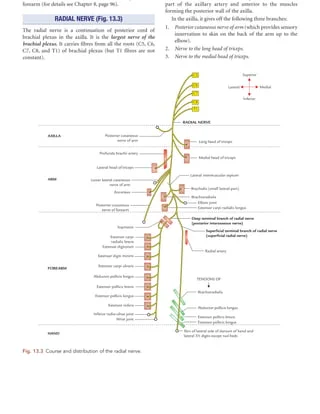 forearm (for details see Chapter 8, page 96).
RADIAL NERVE (Fig. 13.3)
The radial nerve is a continuation of posterior cord of
brachial plexus in the axilla. It is the largest nerve of the
brachial plexus. It carries fibres from all the roots (C5, C6,
C7, C8, and T1) of brachial plexus (but T1 fibres are not
constant).
part of the axillary artery and anterior to the muscles
forming the posterior wall of the axilla.
In the axilla, it gives off the following three branches:
1. Posterior cutaneous nerve of arm (which provides sensory
innervation to skin on the back of the arm up to the
elbow).
2. Nerve to the long head of triceps.
3. Nerve to the medial head of triceps.
Superior
Lateral
Medial
Inferior
RADIAL NERVE
AXILLA
Posterior cutaneous
nerve of arm
Long head of triceps
Profunda brachii artery
Medial head of triceps
Lateral head of triceps
Lateral intermuscular septum
ARM
Lower lateral cutaneous
nerve of arm
Anconeus
Brachialis (small lateral part)
Brachioradialis
Elbow joint
Extensor carpi radialis longus
Posterior cutaneous
nerve of forearm
Deep terminal branch of radial nerve
(posterior interosseous nerve)
Superficial terminal branch of radial nerve
(superficial radial nerve)
Supinator
Extensor carpi
radialis brevis
Extensor digitorum
Radial artery
Extensor digiti minimi
Extensor carpi ulnaris
FOREARM
TENDONS OF
Abductor pollicis longus
Brachioradialis
Extensor pollicis brevis
Extensor pollicis longus
Abductor pollicis longus
Extensor indicis
Extensor pollicis brevis
Extensor pollicis longus
Inferior radio-ulnar joint
Wrist joint
HAND
Skin of lateral side of dorsum of hand and
lateral 3½ digits except nail beds
Fig. 13.3 Course and distribution of the radial nerve.